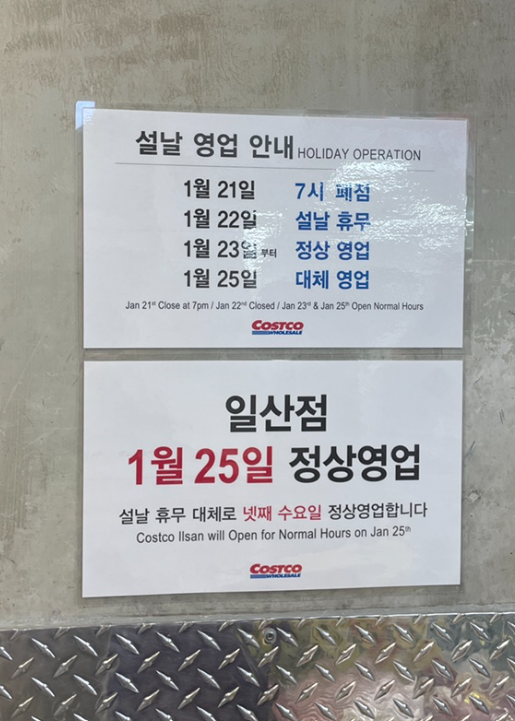 설날 영업 안내 HOLIDAY OPERATION
1월 21일 7시 폐점
1월 22일 설날 휴무
1월 23일 부터 정상 영업
1월 25일 대체 영업
Jan 21st Close at 7pm / Jan 22nd Closed / Jan 23rd & Jan 25th Open Normal Hours
COSTCO
WHOLESALE
일산점
1월 25일 정상영업
설날 휴무 대체로 넷째 수요일 정상영업합니다
Costco Ilsan will Open for Normal Hours on Jan 25th
COSTCO
WHOLESALE